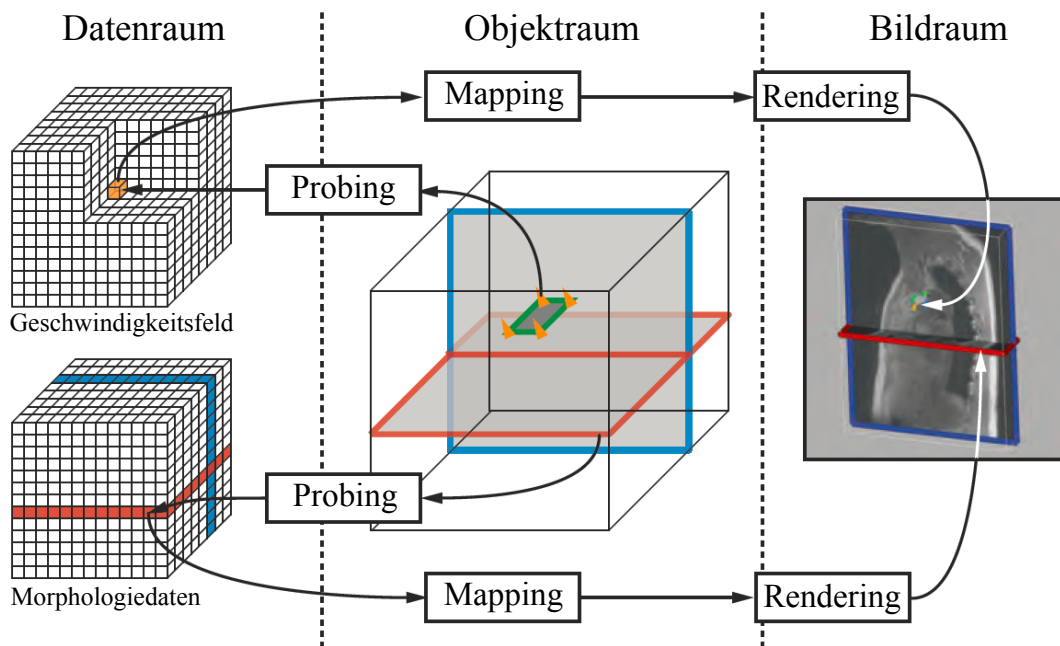 Datenraum
Objektraum
Bildraum
Mapping
Rendering
Probing
Geschwindigkeitsfeld
Probing
Morphologiedaten
Mapping
Rendering